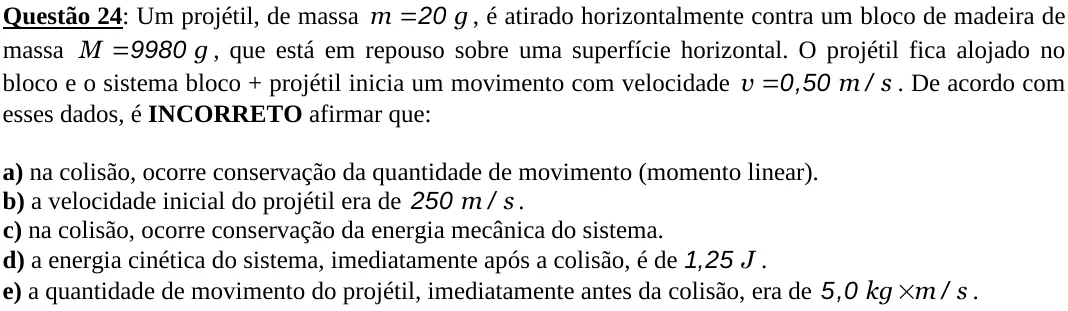 Questão 24: Um projétil, de massa m =20 g, é atirado horizontalmente contra um bloco de madeira de
massa M =9980 g, que está em repouso sobre uma superfície horizontal. O projétil fica alojado no
bloco e o sistema bloco + projétil inicia um movimento com velocidade v =0,50 m/s. De acordo com
esses dados, é INCORRETO afirmar que:
a) na colisão, ocorre conservação da quantidade de movimento (momento linear).
b) a velocidade inicial do projétil era de 250 m/s.
c) na colisão, ocorre conservação da energia mecânica do sistema.
d) a energia cinética do sistema, imediatamente após a colisão, é de 1,25 J.
e) a quantidade de movimento do projétil, imediatamente antes da colisão, era de 5,0 kg×m/s.